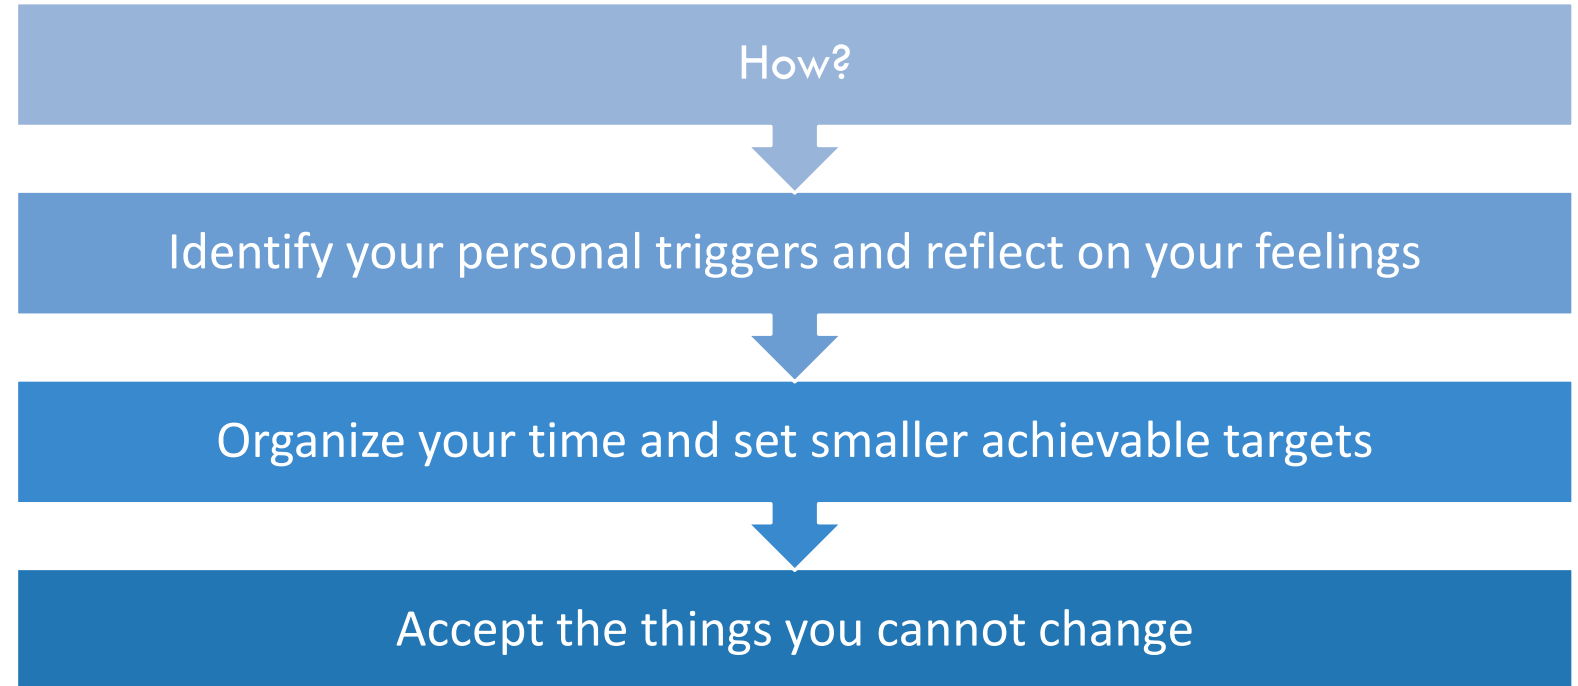 How?
Identify your personal triggers and reflect on your feelings
Organize your time and set smaller achievable targets
Accept the things you cannot change